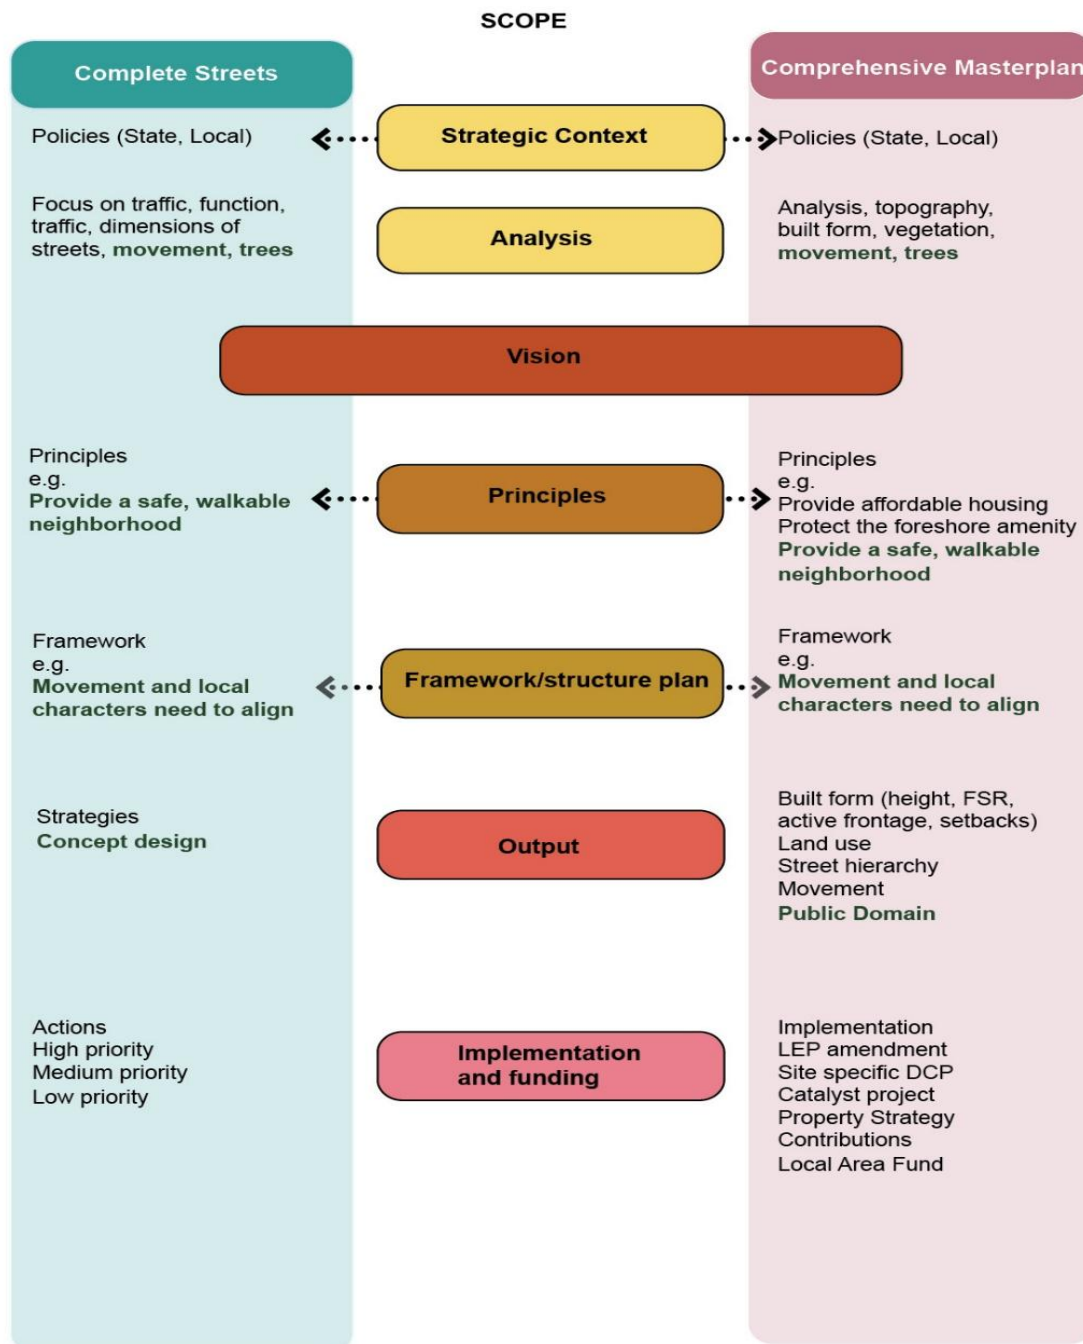 SCOPE
Complete Streets
Comprehensive Masterplan
Policies (State, Local)
Strategic Context
Policies (State, Local)
Focus on traffic, function,
traffic, dimensions of
streets, movement, trees
Analysis
Analysis, topography,
built form, vegetation,
movement, trees
Vision
Principles
e.g.
Provide a safe, walkable
neighborhood
Principles
Principles
e.g.
Provide affordable housing
Protect the foreshore amenity
Provide a safe, walkable
neighborhood
Framework
e.g.
Movement and local
characters need to align
Framework/structure plan
Framework
e.g.
Movement and local
characters need to align
Strategies
Concept design
Output
Built form (height, FSR,
active frontage, setbacks)
Land use
Street hierarchy
Movement
Public Domain
Actions
High priority
Medium priority
Low priority
Implementation
and funding
Implementation
LEP amendment
Site specific DCP
Catalyst project
Property Strategy
Contributions
Local Area Fund